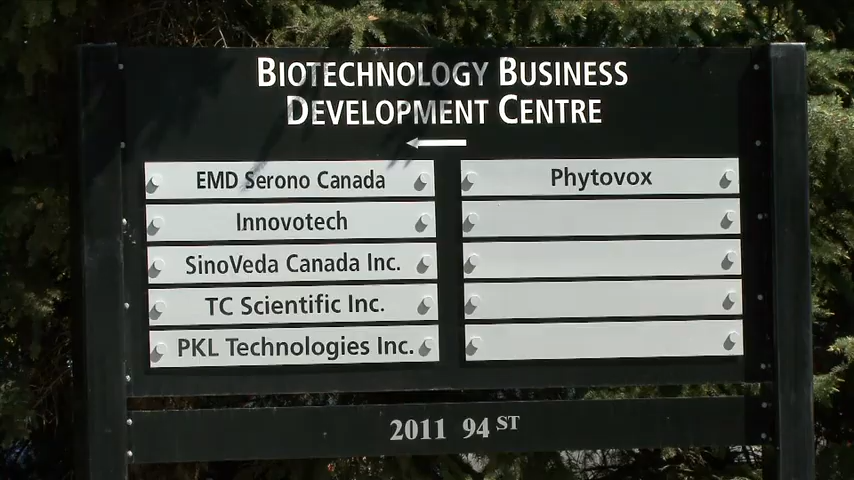 BIOTECHNOLOGY BUSINESS
DEVELOPMENT CENTRE
EMD Serono Canada
Innovotech
SinoVeda Canada Inc.
TC Scientific Inc.
PKL Technologies Inc.
Phytovox
2011 94 ST